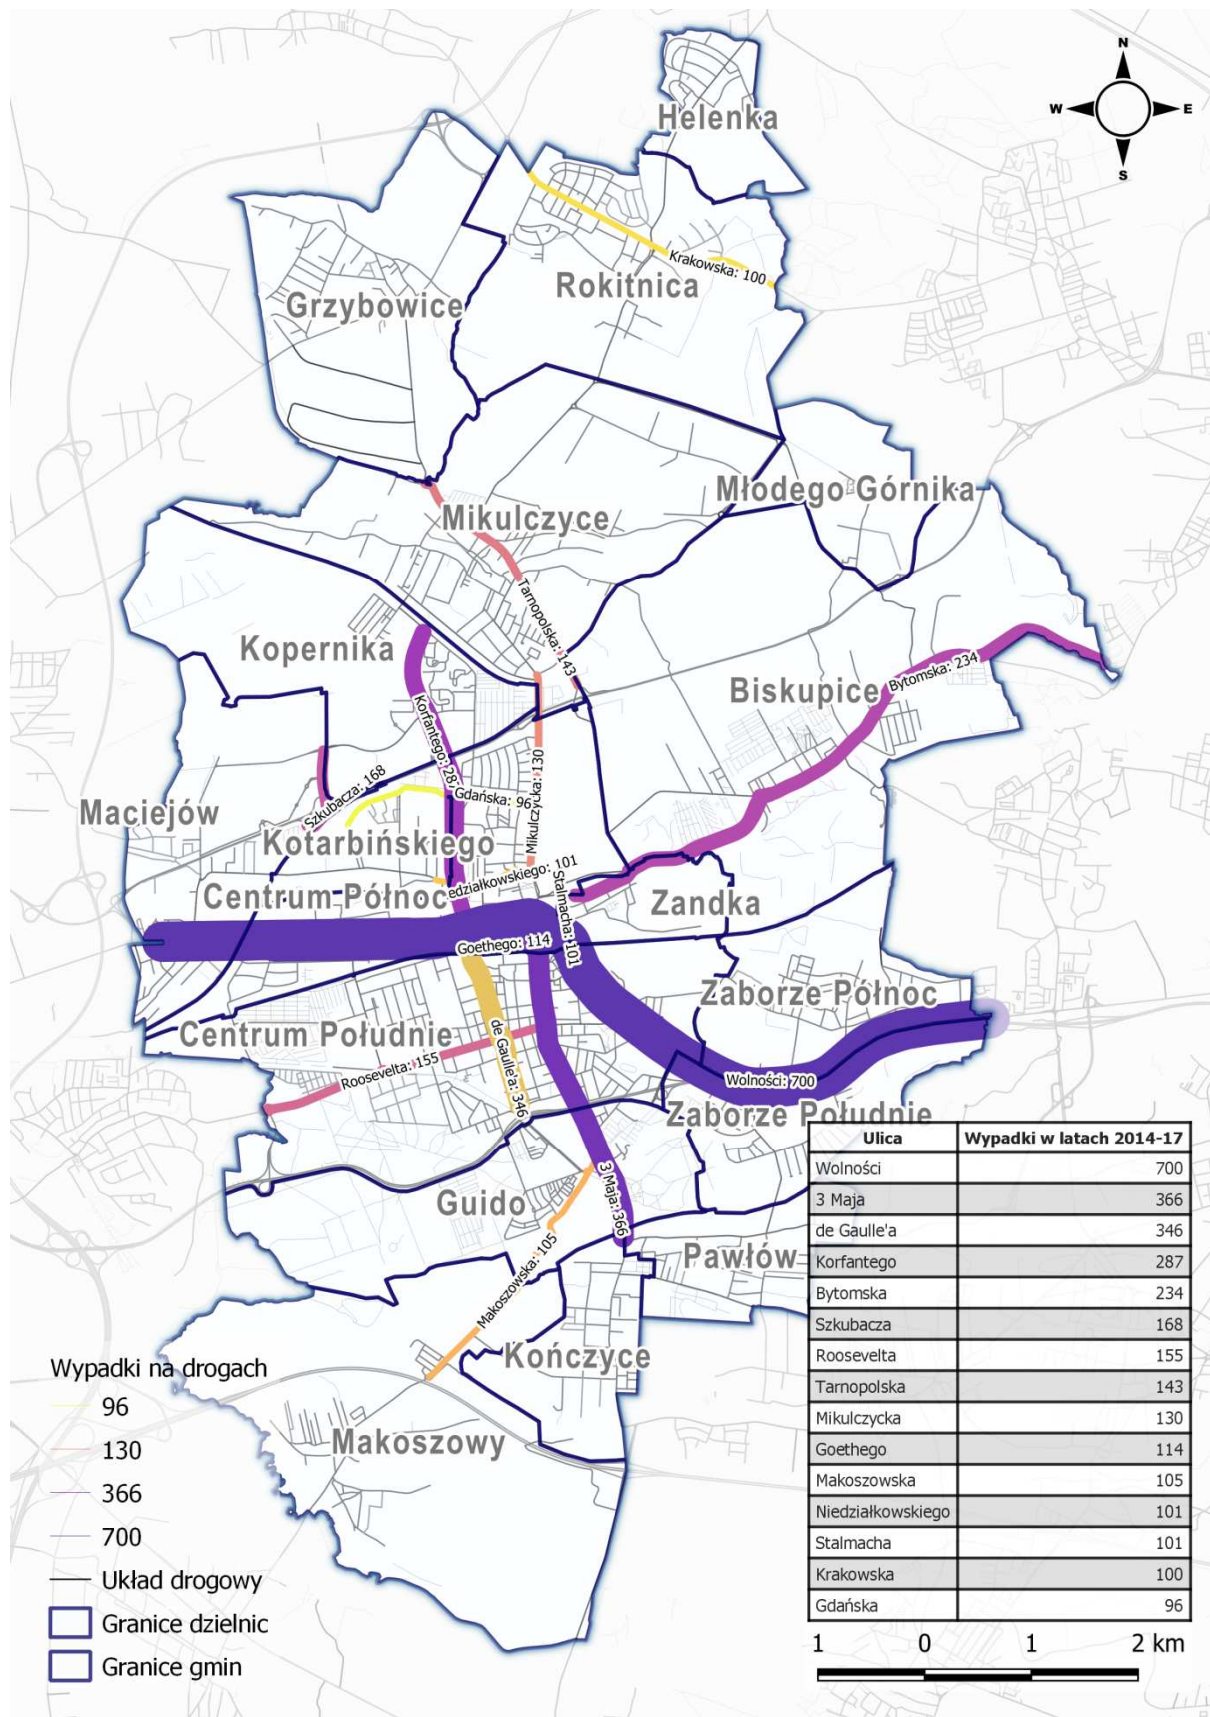 N
W E
S
Helenka
Krakowska: 100
Rokitnica
Grzybowice
Młodego Górnika
Mikulczyce
Tarnopolska: 143
Kopernika
Bytomska: 234
Biskupice
Korfantego: 287
Mikulczycka: 130
Szkubacza: 168
Gdańska: 96
Maciejów
Kotarbińskiego
edziałkowskiego: 101
Stalmacha: 101
Centrum Północ
Zandka
Goethego: 114
Zaborze Północ
Centrum Południe
de Gaulle'a: 346
Roosevelta: 155
Wolności: 700
Zaborze Południe
3 Maja: 366
Guido
Pawłów
Makoszowska: 105
Kończyce
Makoszowy
Wypadki na drogach
96
130
366
700
Układ drogowy
Granice dzielnic
Granice gmin
Ulica Wypadki w latach 2014-17
Wolności 700
3 Maja 366
de Gaulle'a 346
Korfantego 287
Bytomska 234
Szkubacza 168
Roosevelta 155
Tarnopolska 143
Mikulczycka 130
Goethego 114
Makoszowska 105
Niedziałkowskiego 101
Stalmacha 101
Krakowska 100
Gdańska 96
1 0 1 2 km